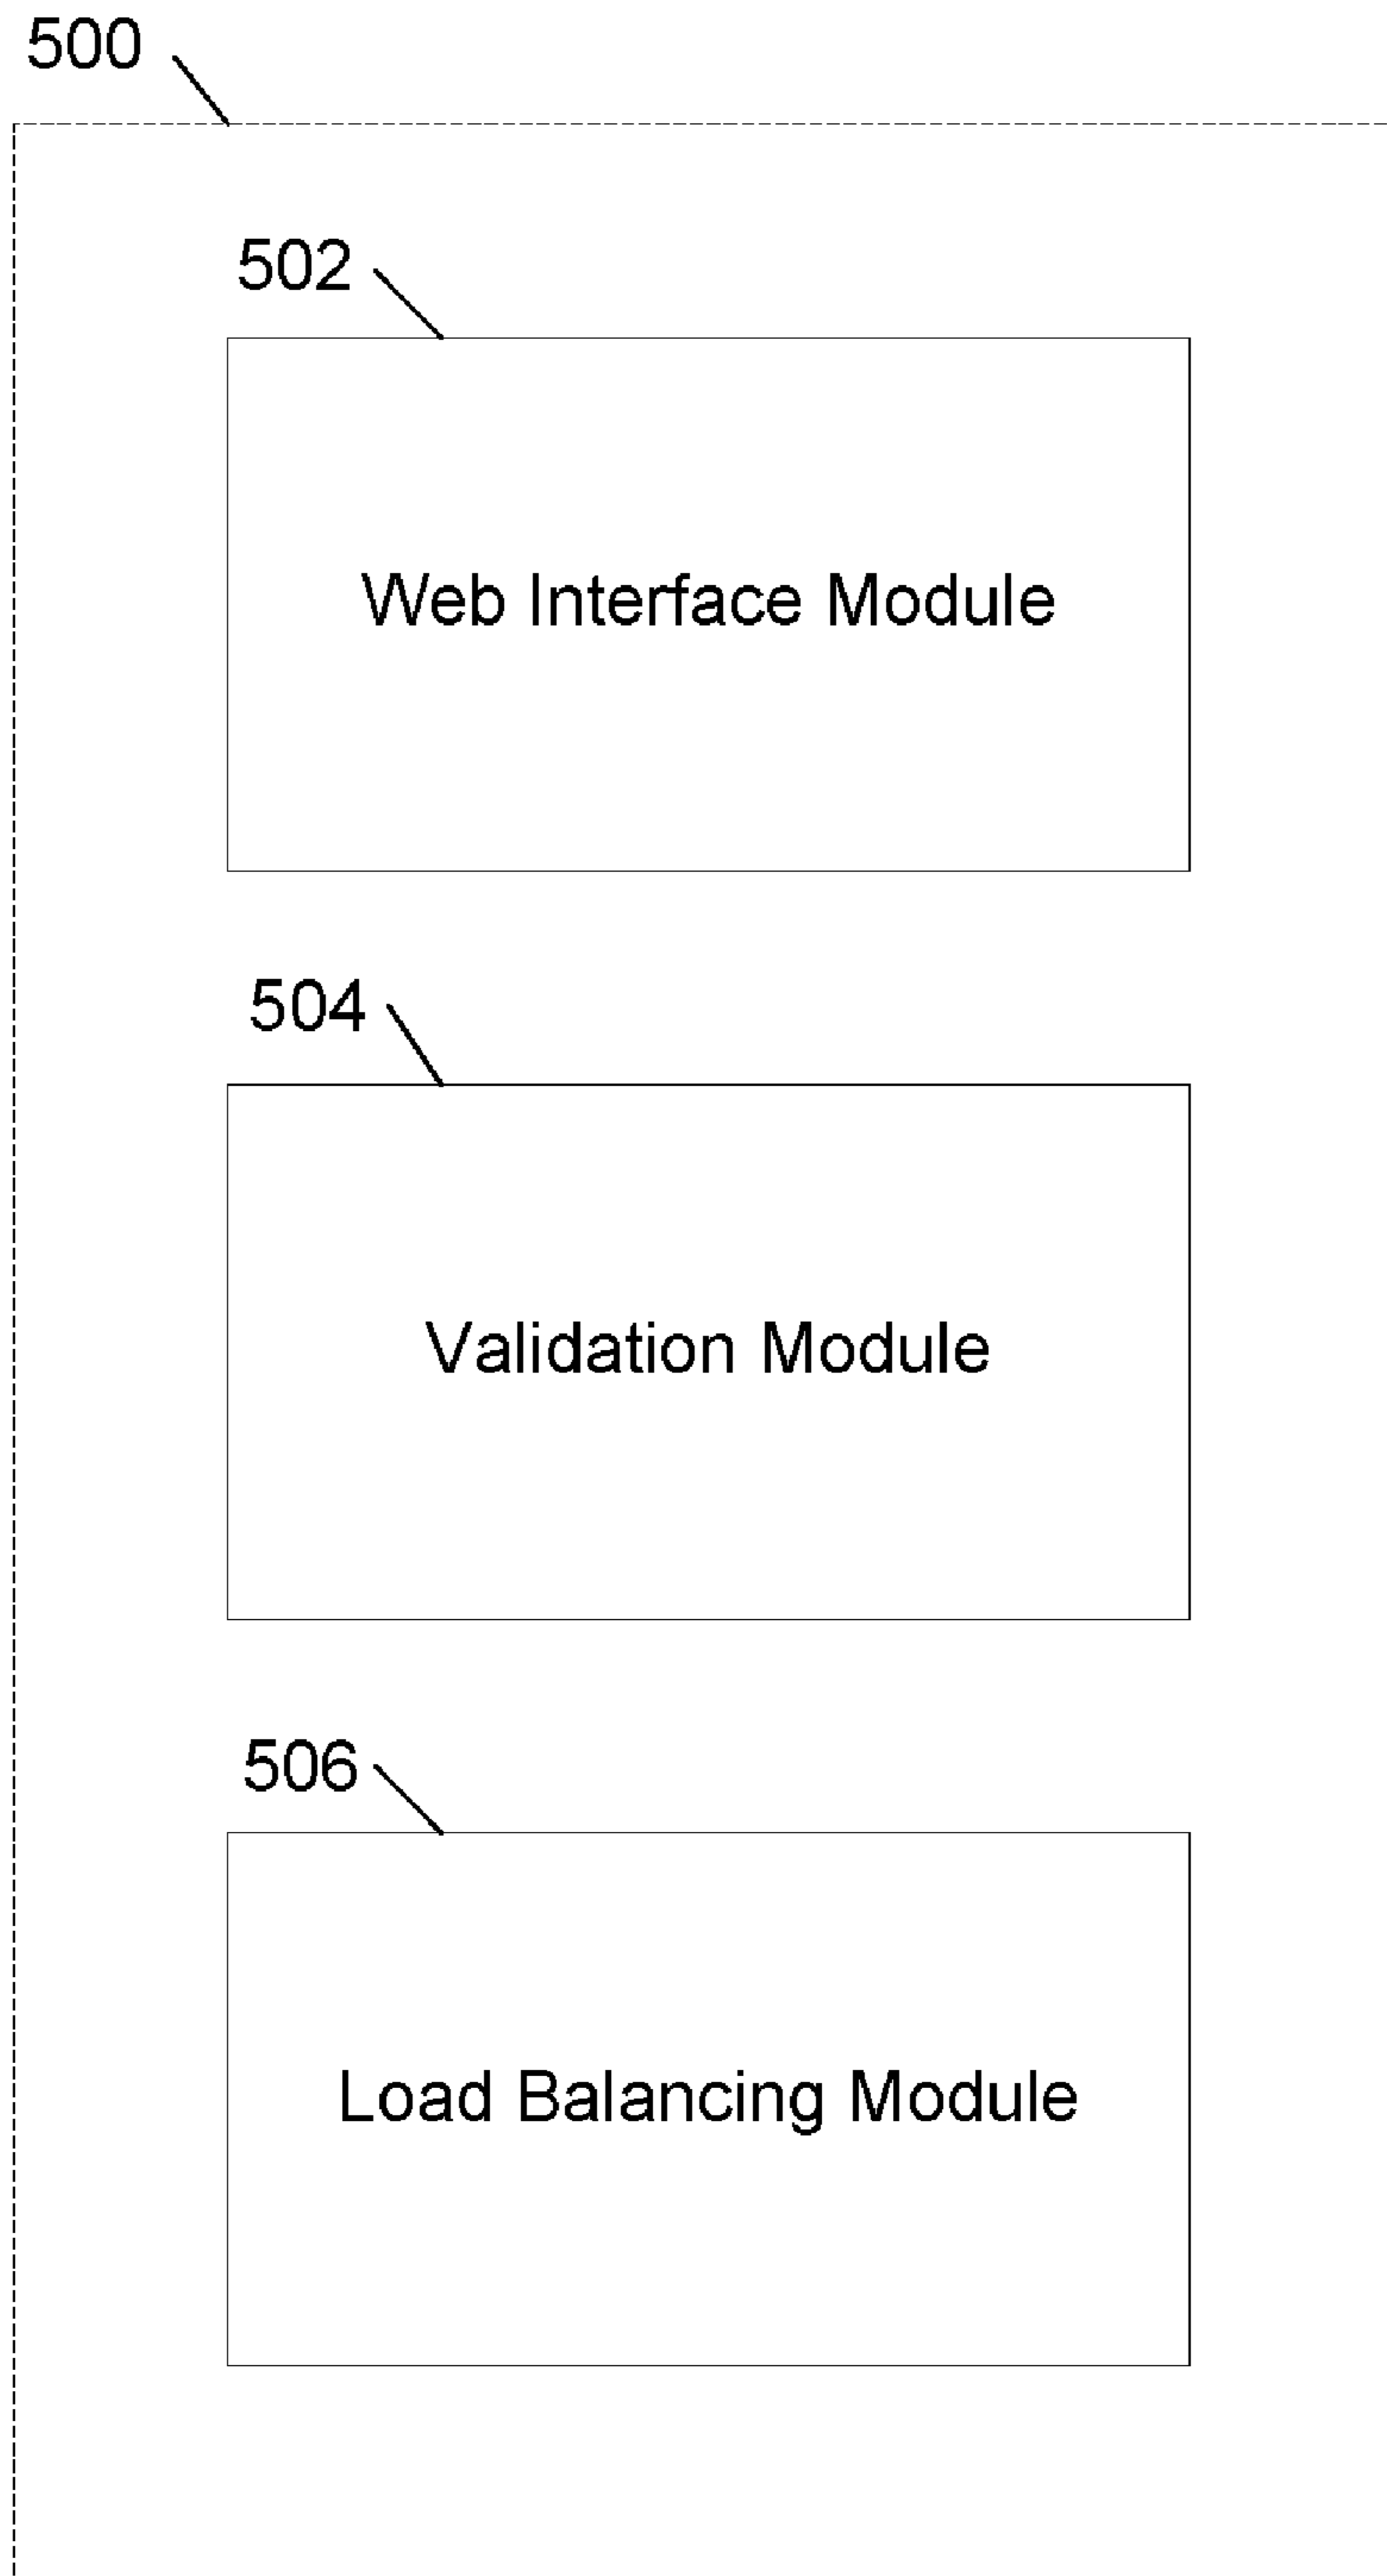 500
502
Web Interface Module
504
Validation Module
506
Load Balancing Module